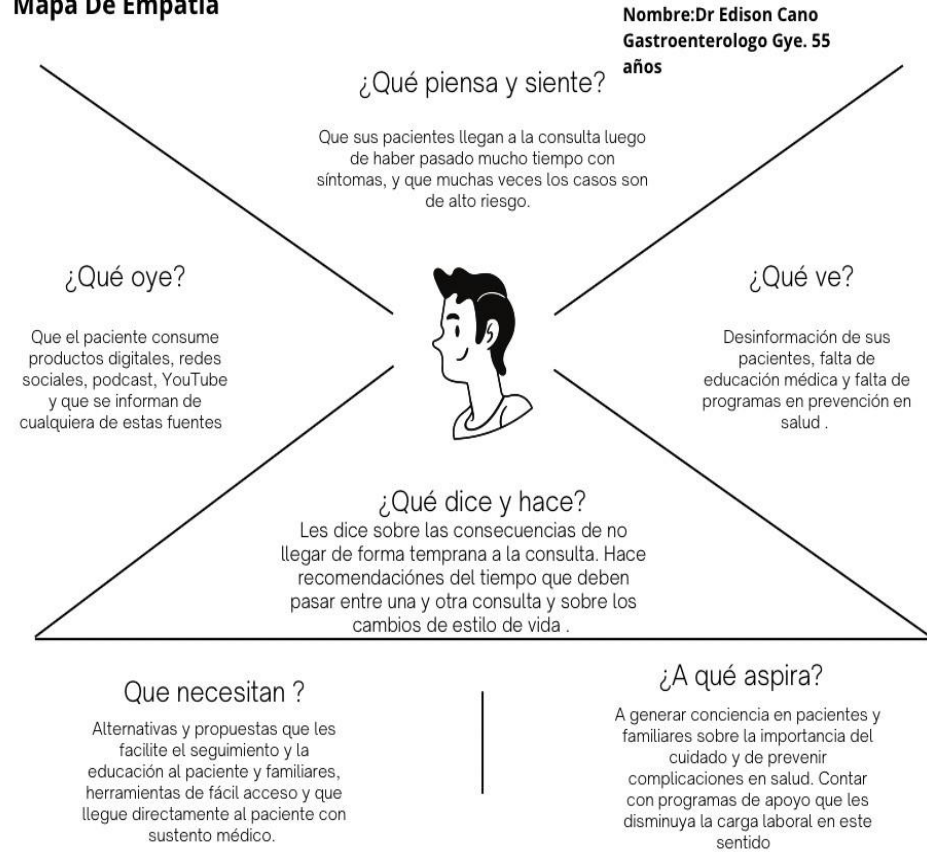 Mapa De Empatía
Nombre:Dr Edison Cano
Gastroenterologo Gye. 55
años
¿Qué piensa y siente?
Que sus pacientes llegan a la consulta luego
de haber pasado mucho tiempo con
síntomas, y que muchas veces los casos son
de alto riesgo.
¿Qué oye?
Que el paciente consume
productos digitales, redes
sociales, podcast, YouTube
y que se informan de
cualquiera de estas fuentes
¿Qué ve?
Desinformación de sus
pacientes, falta de
educación médica y falta de
programas en prevención en
salud .
¿Qué dice y hace?
Les dice sobre las consecuencias de no
llegar de forma temprana a la consulta. Hace
recomendaciónes del tiempo que deben
pasar entre una y otra consulta y sobre los
cambios de estilo de vida .
Que necesitan ?
Alternativas y propuestas que les
facilite el seguimiento y la
educación al paciente y familiares,
herramientas de fácil acceso y que
llegue directamente al paciente con
sustento médico.
¿A qué aspira?
A generar conciencia en pacientes y
familiares sobre la importancia del
cuidado y de prevenir
complicaciones en salud. Contar
con programas de apoyo que les
disminuya la carga laboral en este
sentido